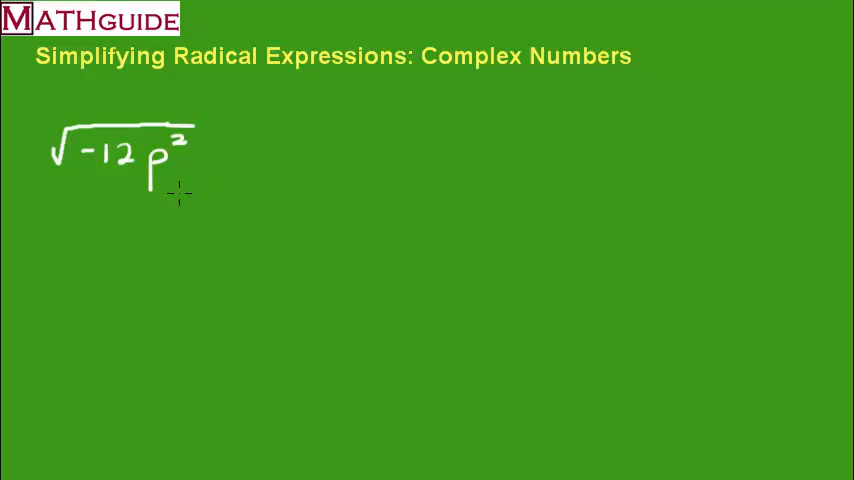 MATHGUIDE
Simplifying Radical Expressions: Complex Numbers
√-12p²